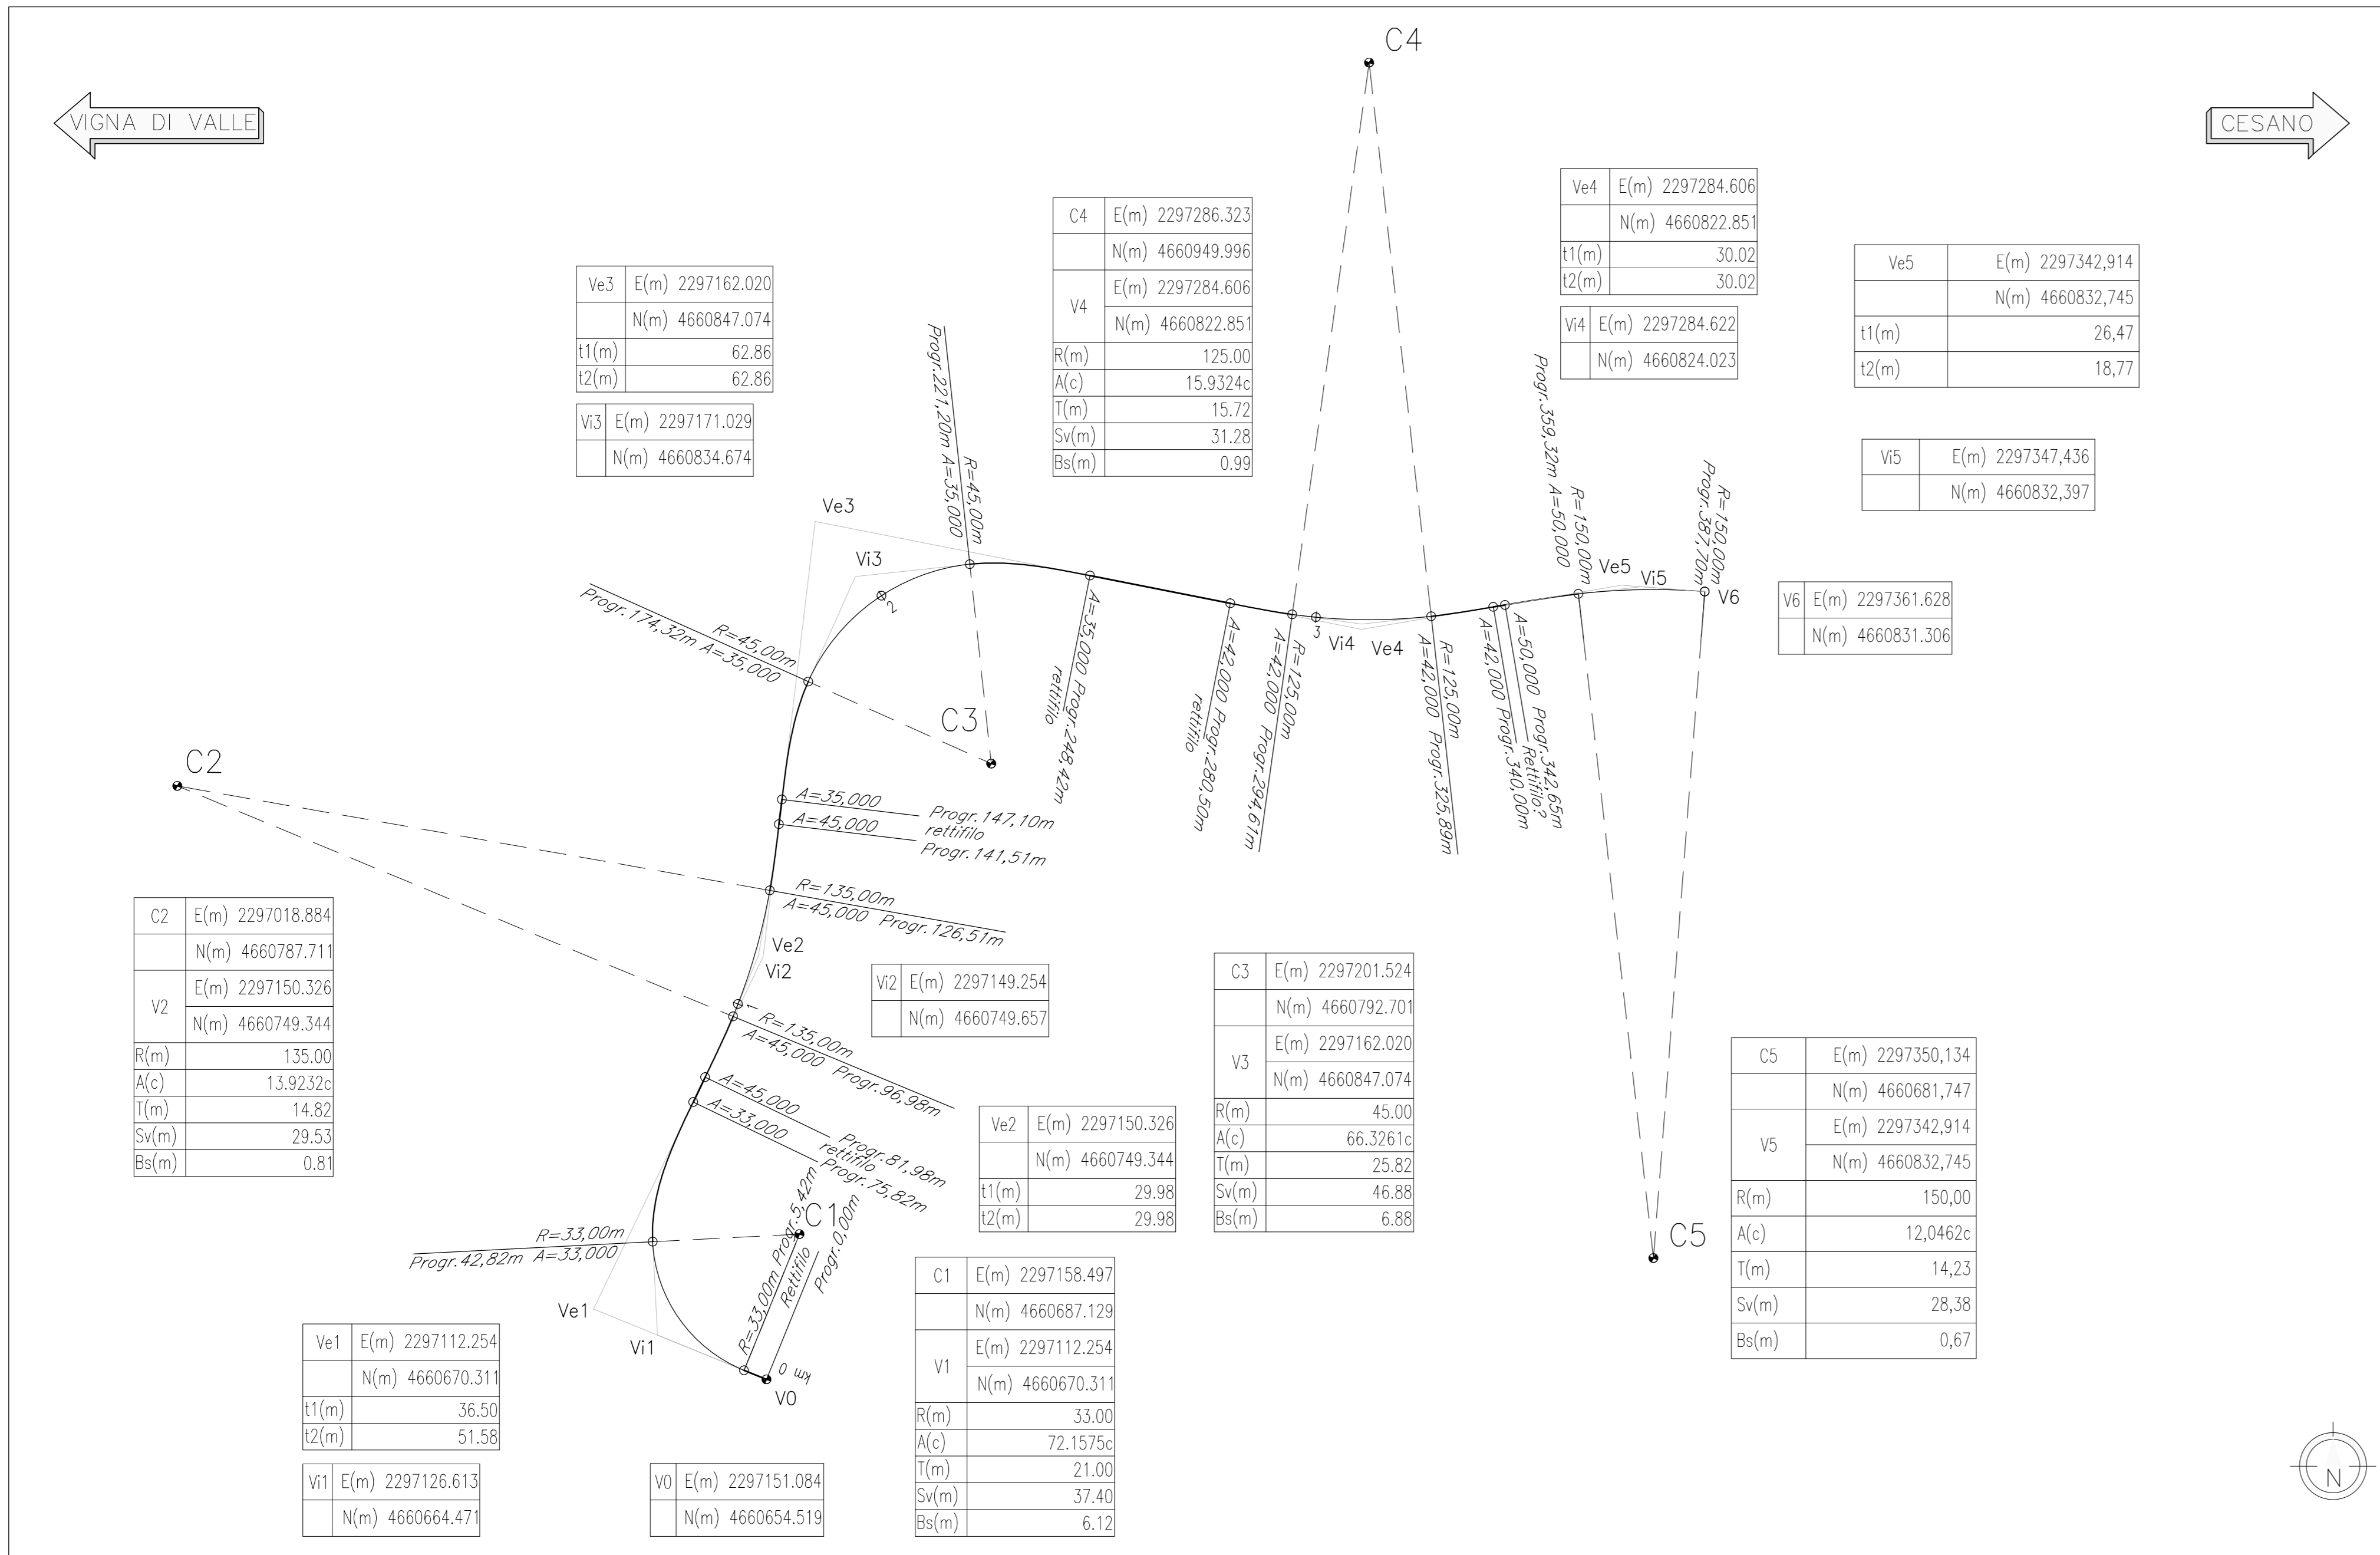 C4
VIGNA DI VALLE
CESANO
Ve4 E(m) 2297284.606
N(m) 4660822.851
t1(m) 30.02
t2(m) 30.02
C4 E(m) 2297286.323
N(m) 4660949.996
V4 E(m) 2297284.606
N(m) 4660822.851
R(m) 125.00
A(c) 15.9324c
T(m) 15.72
Sv(m) 31.28
Bs(m) 0.99
Ve5 E(m) 2297342,914
N(m) 4660832,745
t1(m) 26,47
t2(m) 18,77
Ve3 E(m) 2297162.020
N(m) 4660847.074
t1(m) 62.86
t2(m) 62.86
Vi4 E(m) 2297284.622
N(m) 4660824.023
Vi3 E(m) 2297171.029
N(m) 4660834.674
Vi5 E(m) 2297347,436
N(m) 4660832,397
R=45,00m
Progr.221,20m A=35,000
R=150,00m
Progr.359,32m A=50,000
R=150,00m
Progr.387,70m
Ve3
Vi3
2
Ve5
Vi5
V6
V6 E(m) 2297361.628
N(m) 4660831.306
3
Vi4
Ve4
R=45,00m
Progr.174,32m A=35,000
A=35,000 Progr.248,42m
rettifilo
A=42,000 Progr.280,50m
rettifilo
R=125,00m
A=42,000 Progr.294,61m
R=125,00m
A=42,000 Progr.325,89m
A=50,000 Progr.342,65m
Rettifilo?
A=42,000 Progr.340,00m
C3
C2
A=35,000
Progr.147,10m
rettifilo
A=45,000
Progr.141,51m
R=135,00m
A=45,000 Progr.126,51m
C2 E(m) 2297018.884
N(m) 4660787.711
V2 E(m) 2297150.326
N(m) 4660749.344
R(m) 135.00
A(c) 13.9232c
T(m) 14.82
Sv(m) 29.53
Bs(m) 0.81
Ve2
Vi2
Vi2 E(m) 2297149.254
N(m) 4660749.657
C3 E(m) 2297201.524
N(m) 4660792.701
V3 E(m) 2297162.020
N(m) 4660847.074
R(m) 45.00
A(c) 66.3261c
T(m) 25.82
Sv(m) 46.88
Bs(m) 6.88
1
R=135,00m
A=45,000 Progr.96,98m
C5 E(m) 2297350,134
N(m) 4660681,747
V5 E(m) 2297342,914
N(m) 4660832,745
R(m) 150,00
A(c) 12,0462c
T(m) 14,23
Sv(m) 28,38
Bs(m) 0,67
A=45,000
Progr.81,98m
rettifilo
A=33,000
Progr.75,82m
Ve2 E(m) 2297150.326
N(m) 4660749.344
t1(m) 29.98
t2(m) 29.98
C5
C1
R=33,00m
Progr.42,82m A=33,000
R=33,00m Progr.5,42m
Rettifilo
Progr.0,00m
C1 E(m) 2297158.497
N(m) 4660687.129
V1 E(m) 2297112.254
N(m) 4660670.311
R(m) 33.00
A(c) 72.1575c
T(m) 21.00
Sv(m) 37.40
Bs(m) 6.12
Ve1
Vi1
0 km
V0
Ve1 E(m) 2297112.254
N(m) 4660670.311
t1(m) 36.50
t2(m) 51.58
Vi1 E(m) 2297126.613
N(m) 4660664.471
V0 E(m) 2297151.084
N(m) 4660654.519
N